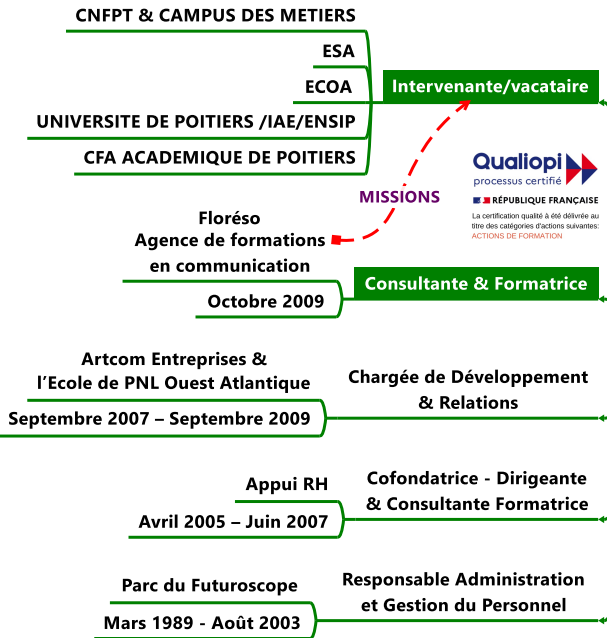 CNFPT & CAMPUS DES METIERS
ESA
ECOA
UNIVERSITE DE POITIERS /IAE/ENSIP
CFA ACADEMIQUE DE POITIERS
Intervenante/vacataire
Qualiopi
processus certifié
RÉPUBLIQUE FRANÇAISE
La certification qualité à été délivrée au
titre des catégories d'actions suivantes:
ACTIONS DE FORMATION
MISSIONS
Floréso
Agence de formations
en communication
Octobre 2009
Consultante & Formatrice
Artcom Entreprises &
l’Ecole de PNL Ouest Atlantique
Septembre 2007 – Septembre 2009
Chargée de Développement
& Relations
Appui RH
Avril 2005 – Juin 2007
Cofondatrice - Dirigeante
& Consultante Formatrice
Parc du Futuroscope
Mars 1989 - Août 2003
Responsable Administration
et Gestion du Personnel